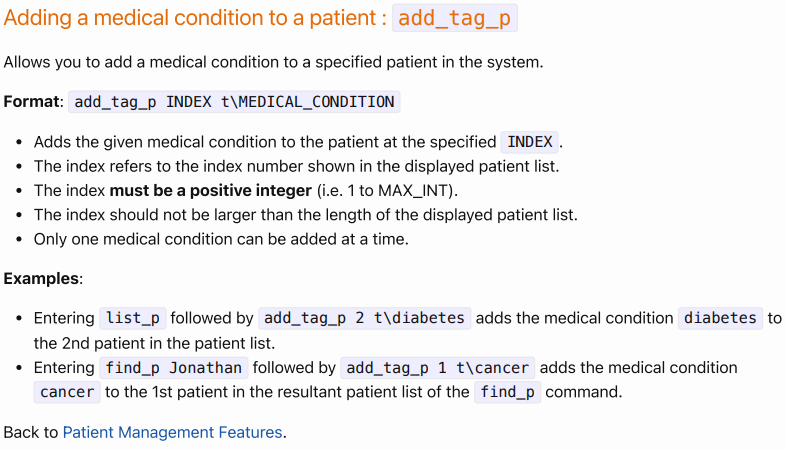 Adding a medical condition to a patient : add_tag_p
Allows you to add a medical condition to a specified patient in the system.
Format: add_tag_p INDEX t\MEDICAL_CONDITION
• Adds the given medical condition to the patient at the specified INDEX.
• The index refers to the index number shown in the displayed patient list.
• The index must be a positive integer (i.e. 1 to MAX_INT).
• The index should not be larger than the length of the displayed patient list.
• Only one medical condition can be added at a time.
Examples:
• Entering list_p followed by add_tag_p 2 t\diabetes adds the medical condition diabetes to
the 2nd patient in the patient list.
• Entering find_p Jonathan followed by add_tag_p 1 t\cancer adds the medical condition
cancer to the 1st patient in the resultant patient list of the find_p command.
Back to Patient Management Features.